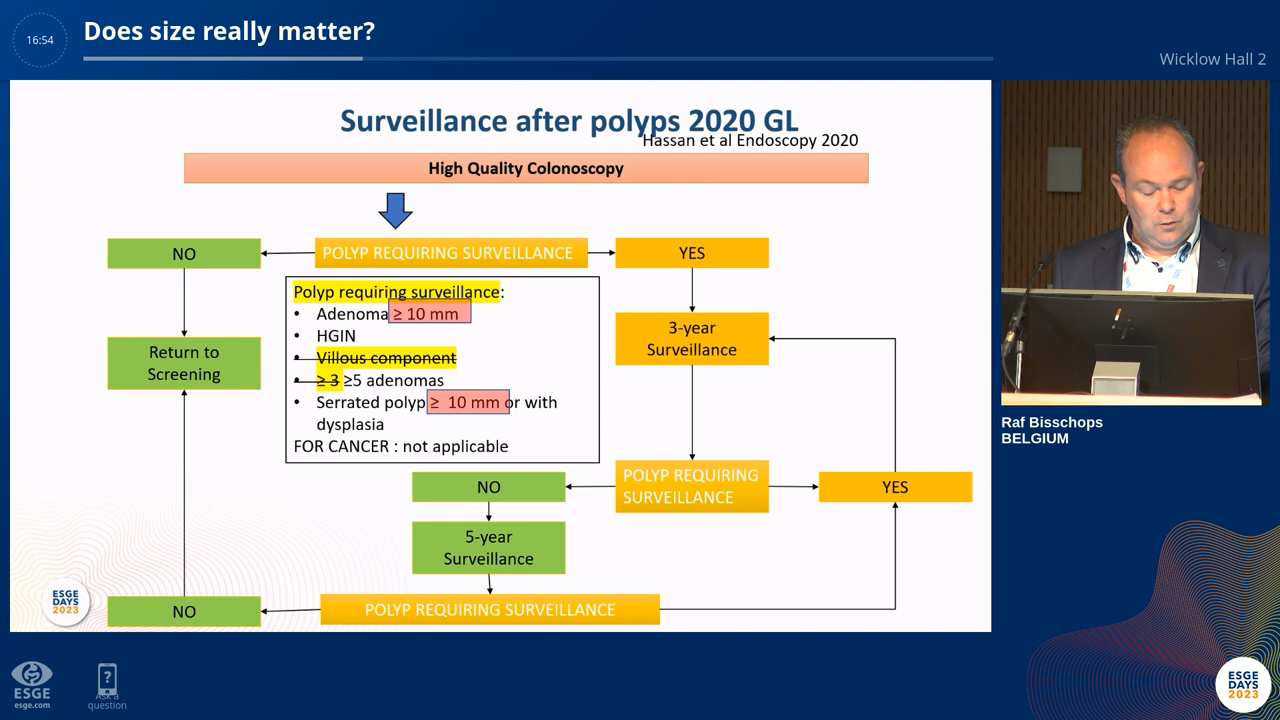 16:54
Does size really matter?
Wicklow Hall 2
Surveillance after polyps 2020 GL
Hassan et al Endoscopy 2020
High Quality Colonoscopy
NO
POLYP REQUIRING SURVEILLANCE
YES
Polyp requiring surveillance:
• Adenoma ≥ 10 mm
• HGIN
• Villous component
• ≥ 3 ≥5 adenomas
• Serrated polyp ≥ 10 mm or with
dysplasia
FOR CANCER : not applicable
Return to
Screening
3-year
Surveillance
NO
POLYP REQUIRING
SURVEILLANCE
YES
5-year
Surveillance
NO
POLYP REQUIRING SURVEILLANCE
ESGE
DAYS
2023
Raf Bisschops
BELGIUM
ESGE
esge.com
?
Ask a
question
ESGE
DAYS
2023